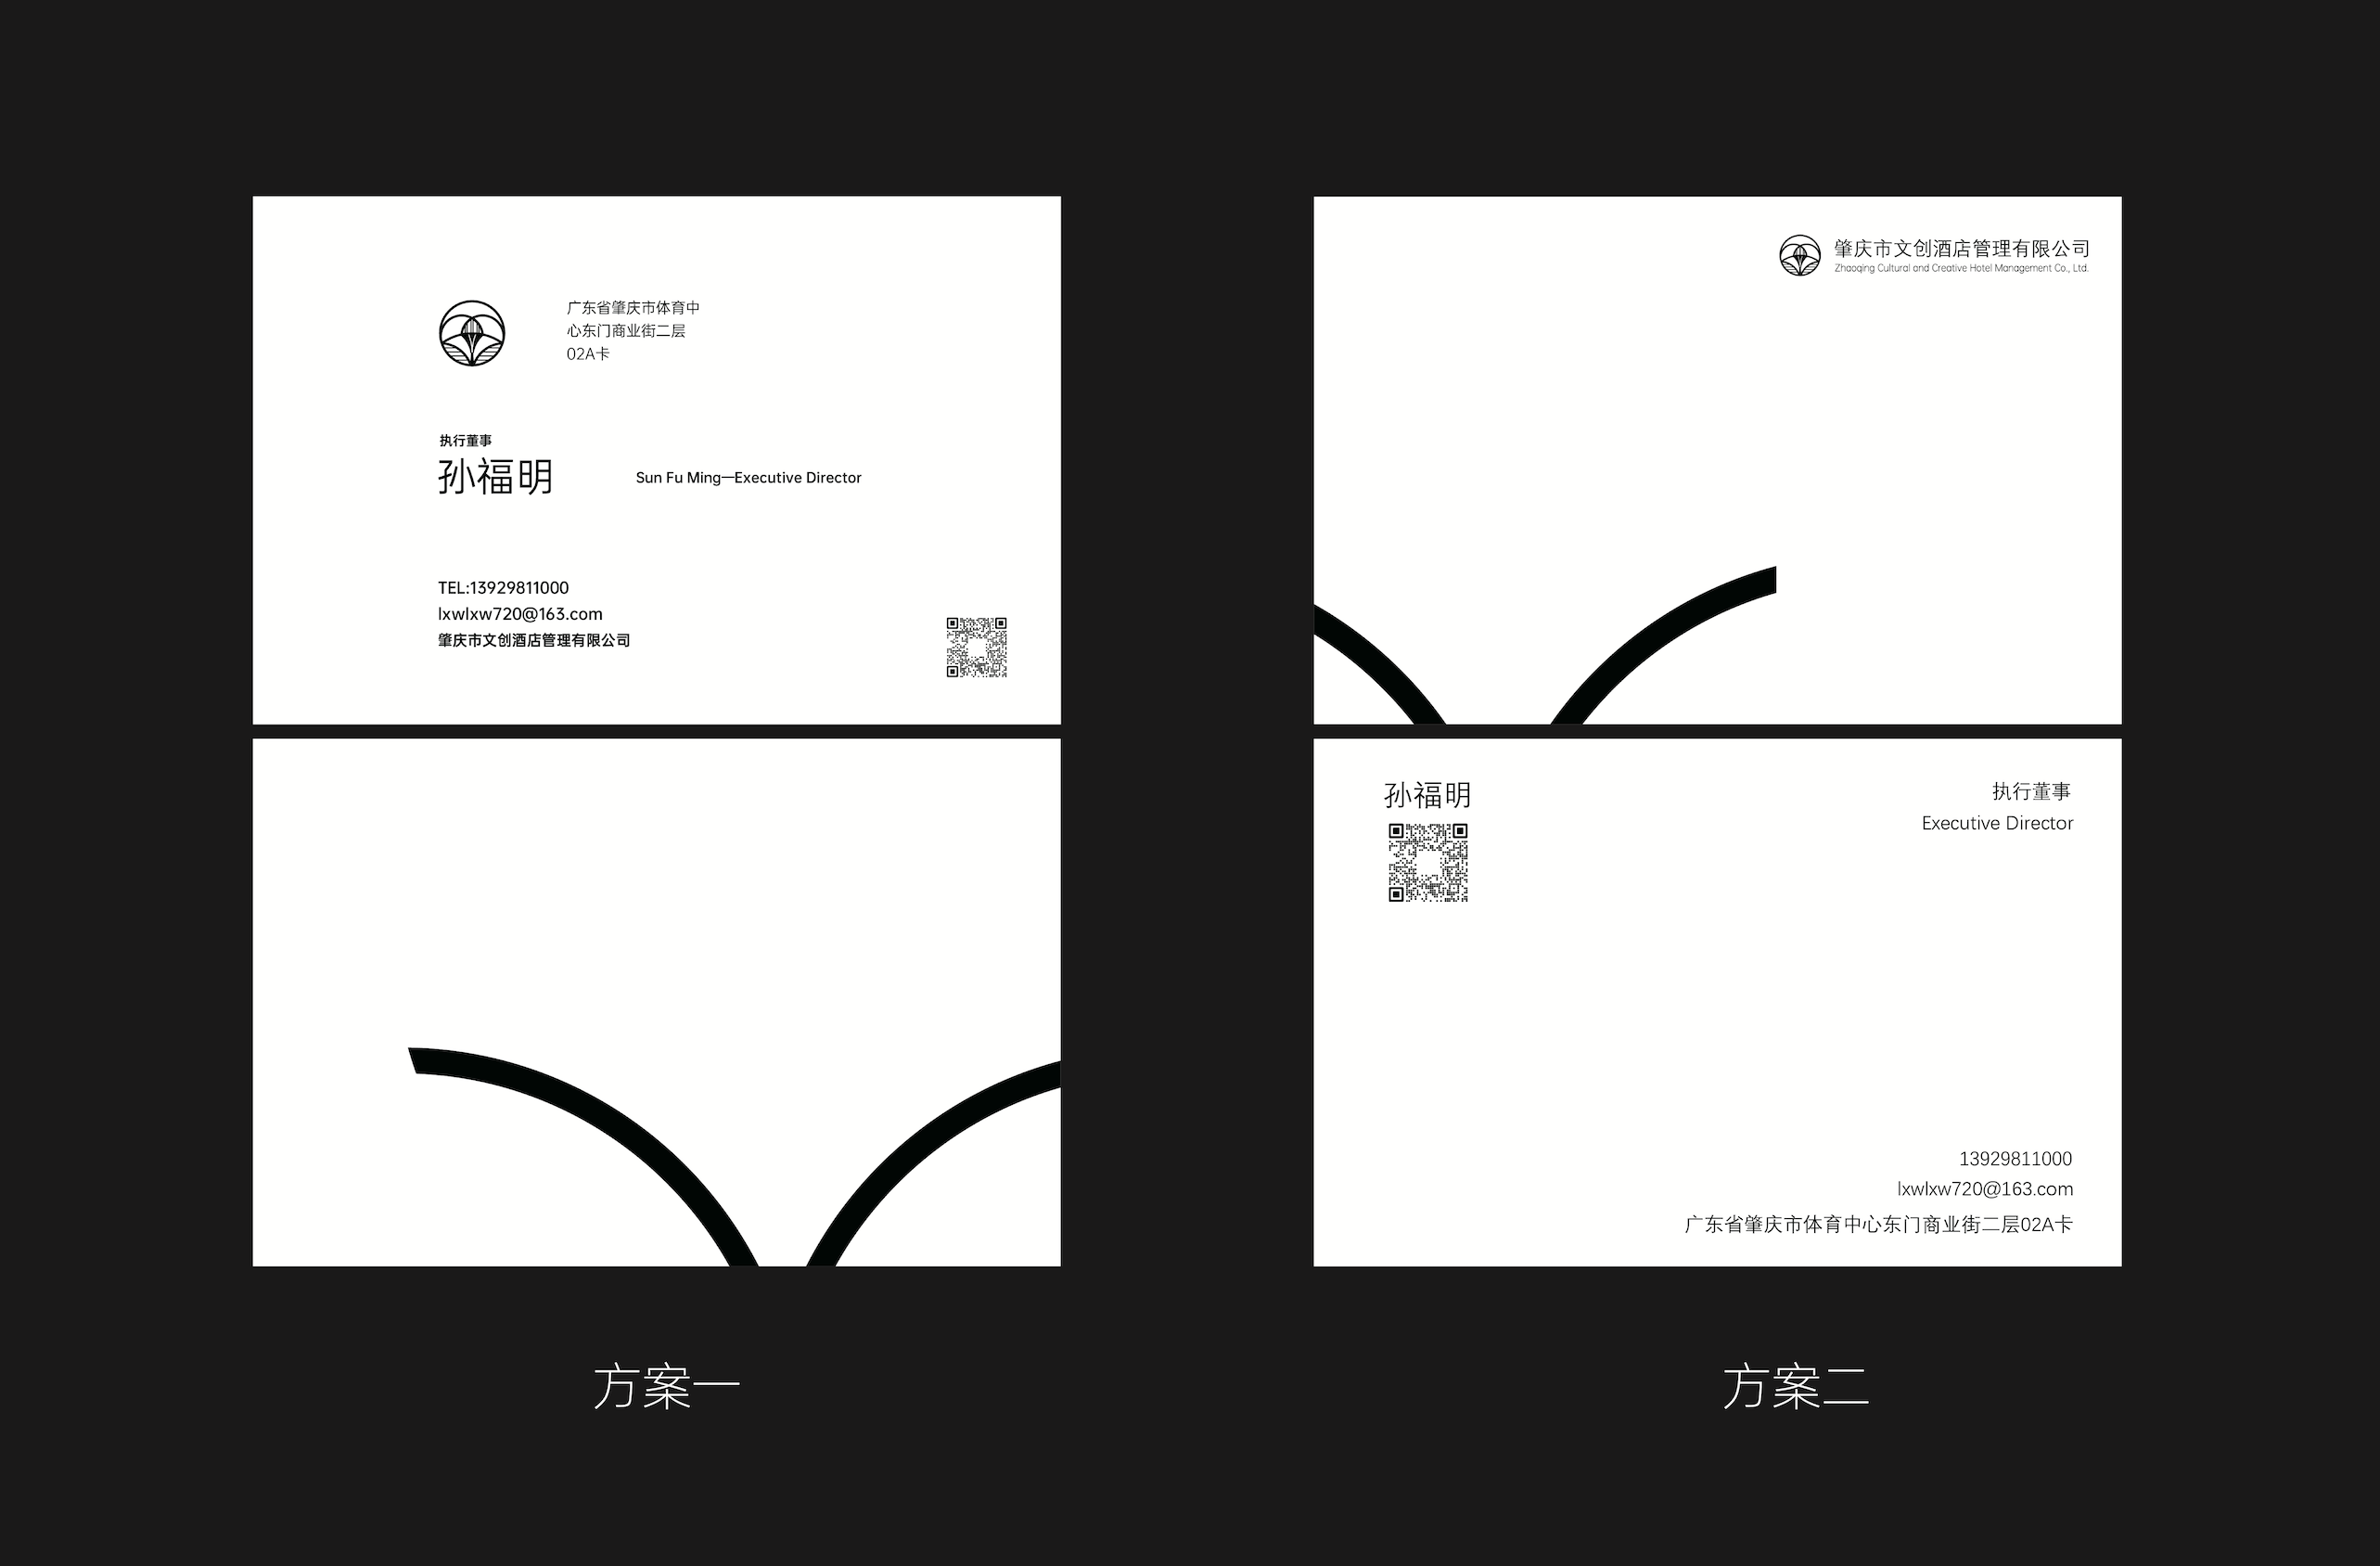 广东省肇庆市体育中
心东门商业街二层
02A卡
执行董事
孙福明
Sun Fu Ming—Executive Director
TEL:13929811000
lxwlxw720@163.com
肇庆市文创酒店管理有限公司
方案一
肇庆市文创酒店管理有限公司
Zhaoqing Cultural and Creative Hotel Management Co., Ltd.
孙福明
执行董事
Executive Director
13929811000
lxwlxw720@163.com
广东省肇庆市体育中心东门商业街二层02A卡
方案二